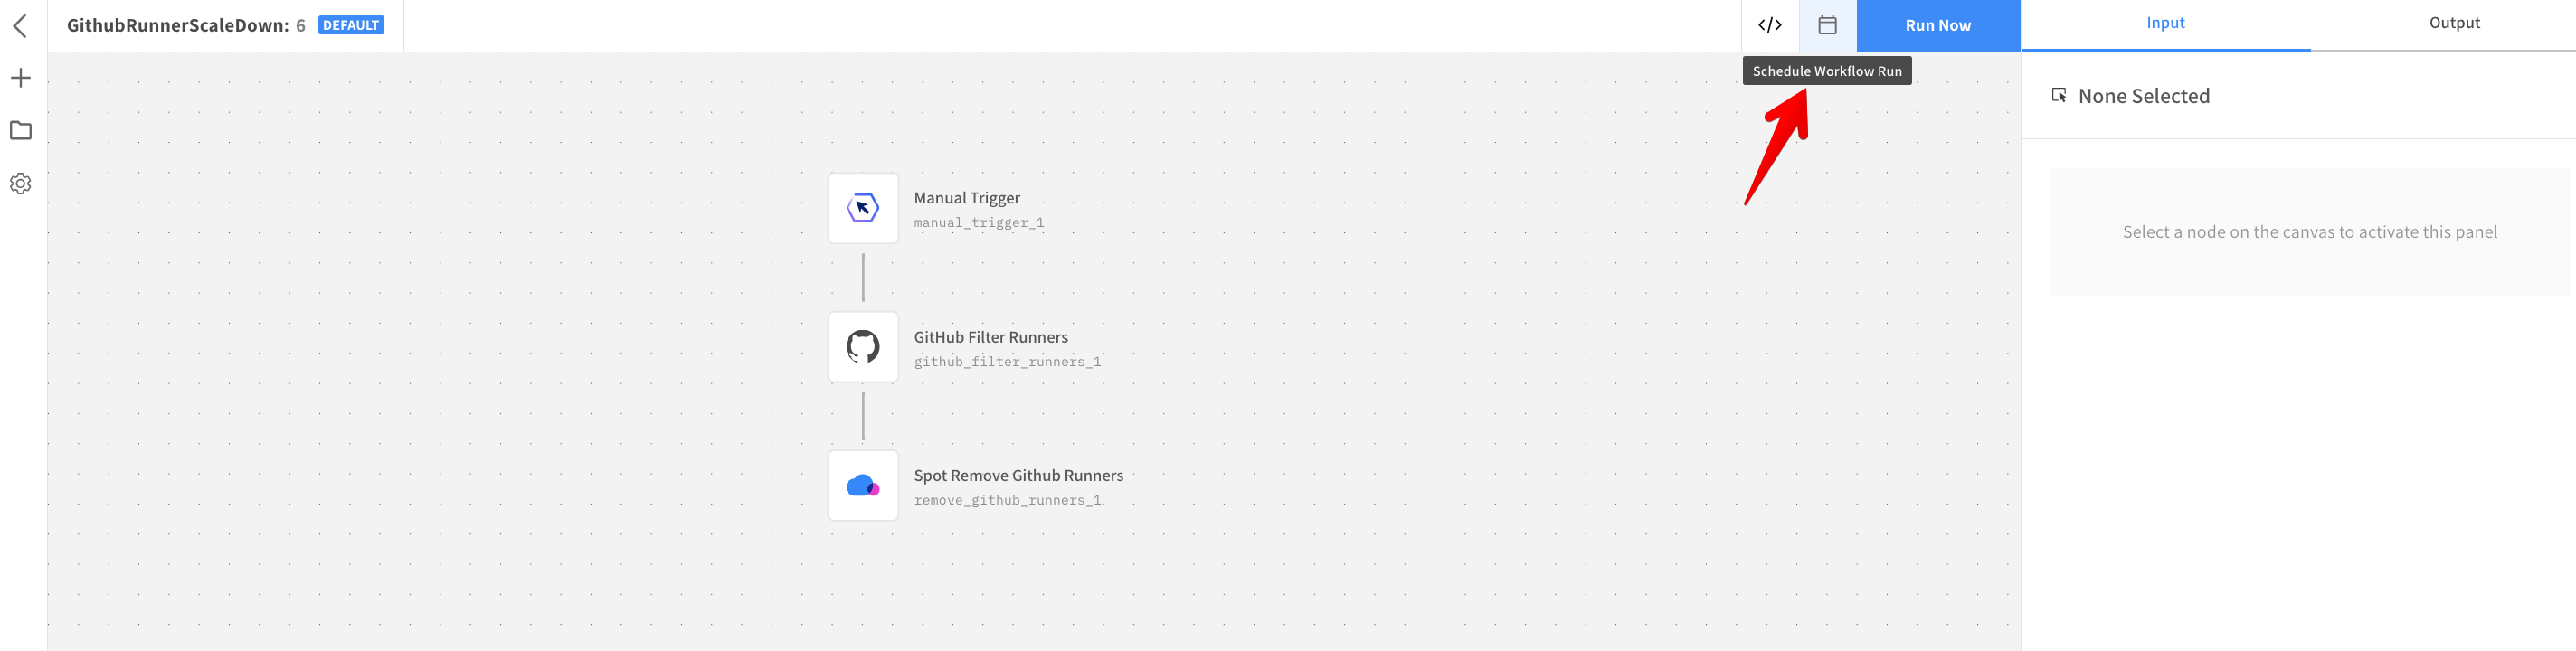 GithubRunnerScaleDown: 6 DEFAULT
</> Run Now
Input Output
Schedule Workflow Run
None Selected
Select a node on the canvas to activate this panel
Manual Trigger
manual_trigger_1
GitHub Filter Runners
github_filter_runners_1
Spot Remove Github Runners
remove_github_runners_1